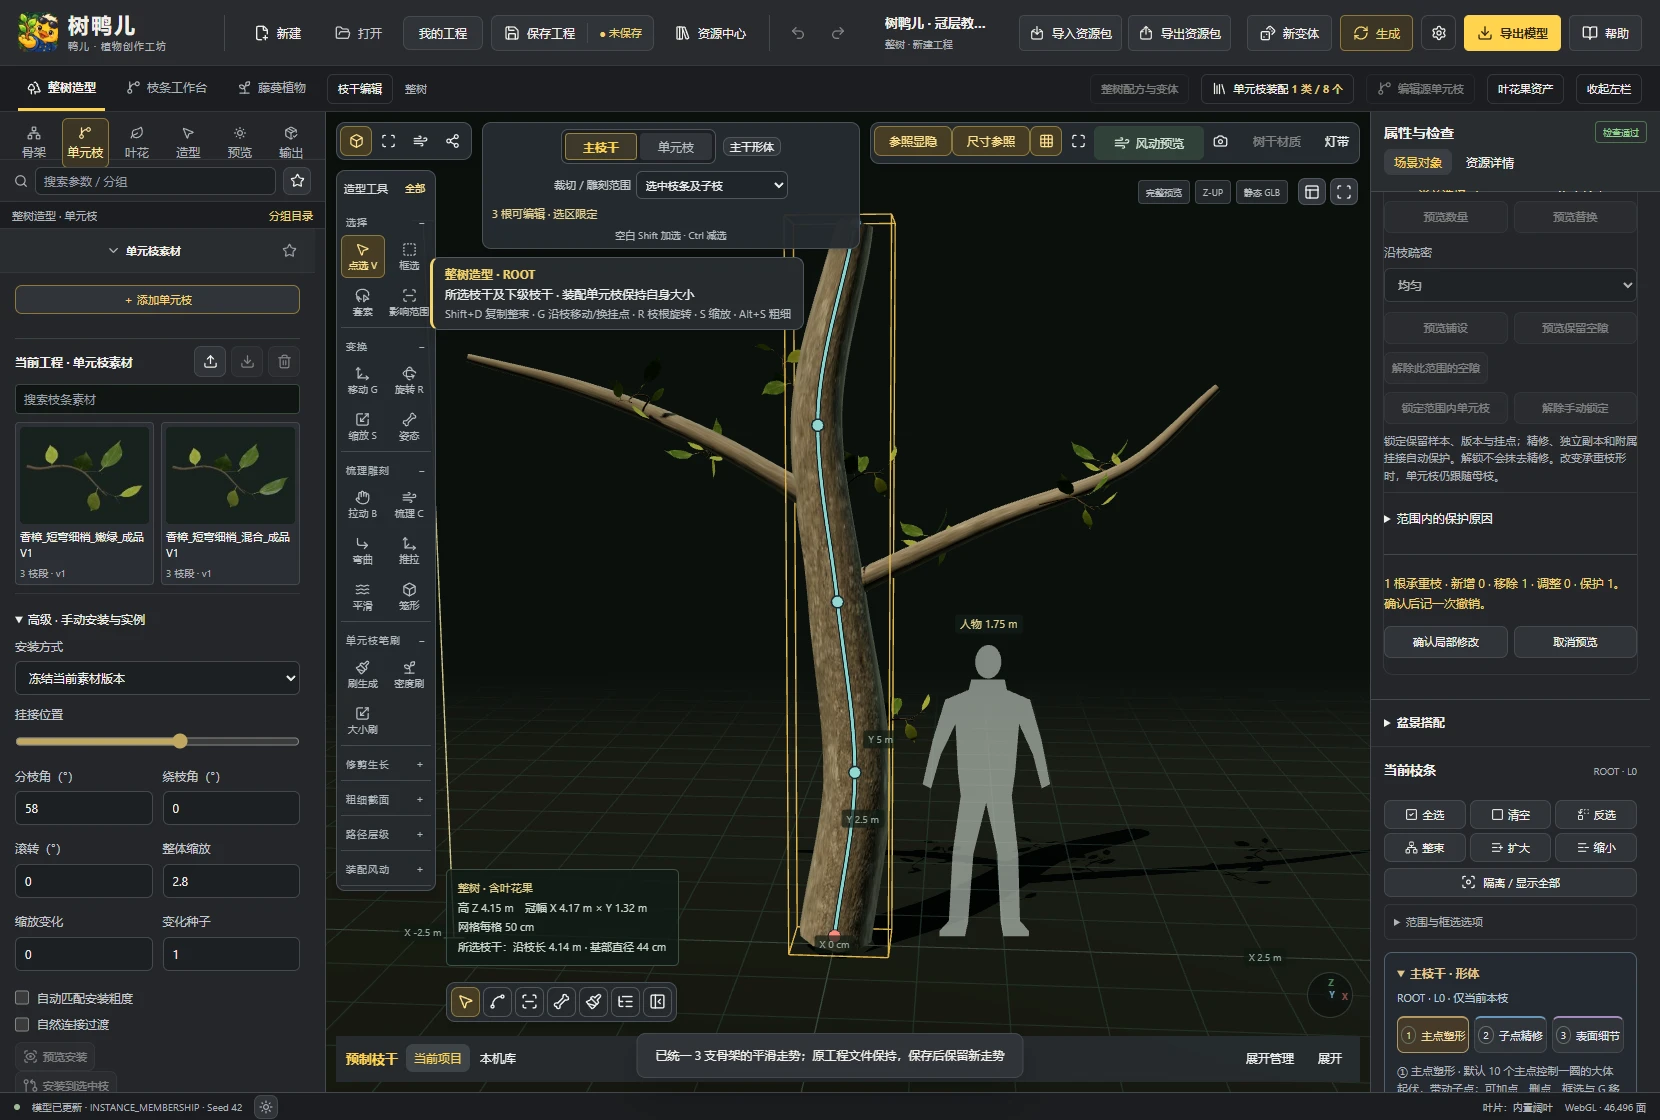 树鸭儿
鸭儿 · 植物创作工坊
新建
打开
我的工程
保存工程
● 未保存
资源中心
树鸭儿 · 冠层教...
整树 · 新建工程
导入资源包
导出资源包
新变体
生成
导出模型
帮助
整树造型
枝条工作台
藤蔓植物
枝干编辑
整树
整树配方与变体
单元枝装配 1 类 / 8 个
编辑源单元枝
叶花果资产
收起左栏
骨架
单元枝
叶花
造型
预览
输出
搜索参数 / 分组
整树造型 · 单元枝
分组目录
单元枝素材
+ 添加单元枝
当前工程 · 单元枝素材
搜索枝条素材
香樟_短弯细梢_嫩绿_成品 V1
3 枝段 · v1
香樟_短弯细梢_混合_成品 V1
3 枝段 · v1
▼ 高级 · 手动安装与实例
安装方式
冻结当前素材版本
挂接位置
分枝角（°）
绕枝角（°）
58
0
滚转（°）
整体缩放
0
2.8
缩放变化
变化种子
0
1
自动匹配安装粗度
自然连接过渡
预览安装
安装到选中枝
造型工具
全部
选择
点选 V
框选
套索
影响范围
变换
移动 G
旋转 R
缩放 S
姿态
梳理雕刻
拉动 B
梳理 C
弯曲
推拉
平滑
笼形
单元枝笔刷
刷生成
密度刷
大小刷
修剪生长
粗细截面
路径层级
装配风动
主枝干
单元枝
主干形体
裁切 / 雕刻范围
选中枝条及子枝
3 根可编辑 · 选区限定
空白 Shift 加选 · Ctrl 减选
整树造型 · ROOT
所选枝干及下级枝干 · 装配单元枝保持自身大小
Shift+D 复制整束 · G 沿枝移动/换挂点 · R 枝根旋转 · S 缩放 · Alt+S 粗细
参照显隐
尺寸参照
风动预览
树干材质
灯带
完整预览
Z-UP
静态 GLB
人物 1.75 m
Y 5 m
Y 2.5 m
X 0 cm
X -2.5 m
X 2.5 m
整树 · 含叶花果
高 Z 4.15 m 冠幅 X 4.17 m × Y 1.32 m
网格每格 50 cm
所选枝干：沿枝长 4.14 m · 基部直径 44 cm
Z
Y
X
预制枝干
当前项目
本机库
已统一 3 支骨架的平滑走势；原工程文件保持，保存后保留新走势
展开管理
展开
属性与检查
检查通过
场景对象
资源详情
预览数量
预览替换
沿枝疏密
均匀
预览铺设
预览保留空隙
解除此范围的空隙
锁定范围内单元枝
解除手动锁定
锁定保留样本、版本与挂点；精修、独立副本和附属
挂接自动保护。解锁不会抹去精修。改变承重枝形
时，单元枝仍跟随母枝。
▶ 范围内的保护原因
1 根承重枝 · 新增 0 · 移除 1 · 调整 0 · 保护 1。
确认后记一次撤销。
确认局部修改
取消预览
▶ 盆景搭配
当前枝条
ROOT · L0
全选
清空
反选
整束
扩大
缩小
隔离 / 显示全部
▶ 范围与框选选项
▼ 主枝干 · 形体
ROOT · L0 · 仅当前本枝
1 主点塑形
2 子点精修
3 表面细节
① 主点塑形 · 默认 10 个主点控制一圈的大体
起伏，带动子点；可加点、删点，框选与 G 移
模型已更新 · INSTANCE_MEMBERSHIP · Seed 42
叶片：内置阔叶
WebGL · 46,496 面